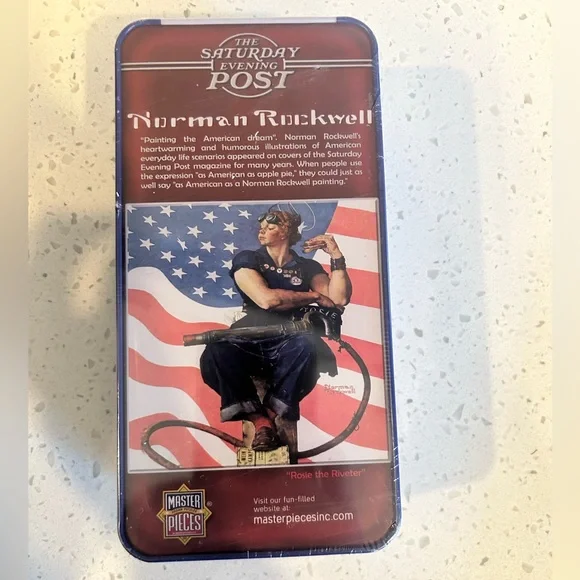 THE
SATURDAY
EVENING
POST
Norman Rockwell
"Painting the American dream". Norman Rockwell's
heartwarming and humorous illustrations of American
everyday life scenarios appeared on covers of the Saturday
Evening Post magazine for many years. When people use
the expression "as American as apple pie," they could just as
well say "as American as a Norman Rockwell painting."
ROSIE
Norman
Rockwell
"Rosie the Riveter"
MASTER
PIECES
®
Visit our fun-filled
website at:
masterpiecesinc.com